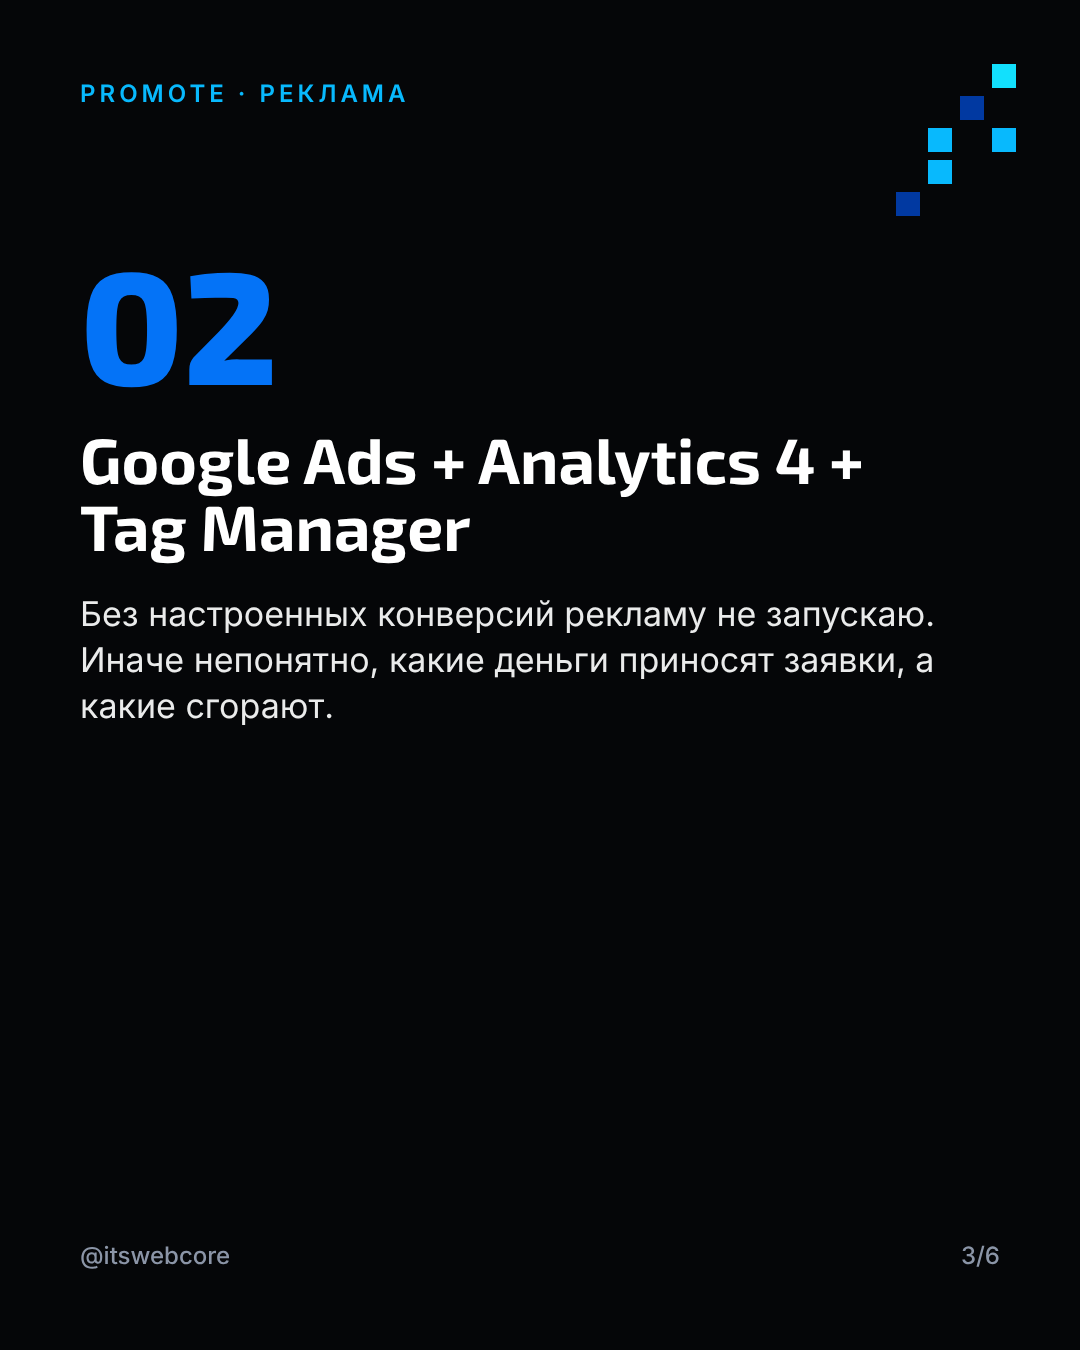 PROMOTE · РЕКЛАМА
02
Google Ads + Analytics 4 +
Tag Manager
Без настроенных конверсий рекламу не запускаю.
Иначе непонятно, какие деньги приносят заявки, а
какие сгорают.
@itswebcore
3/6